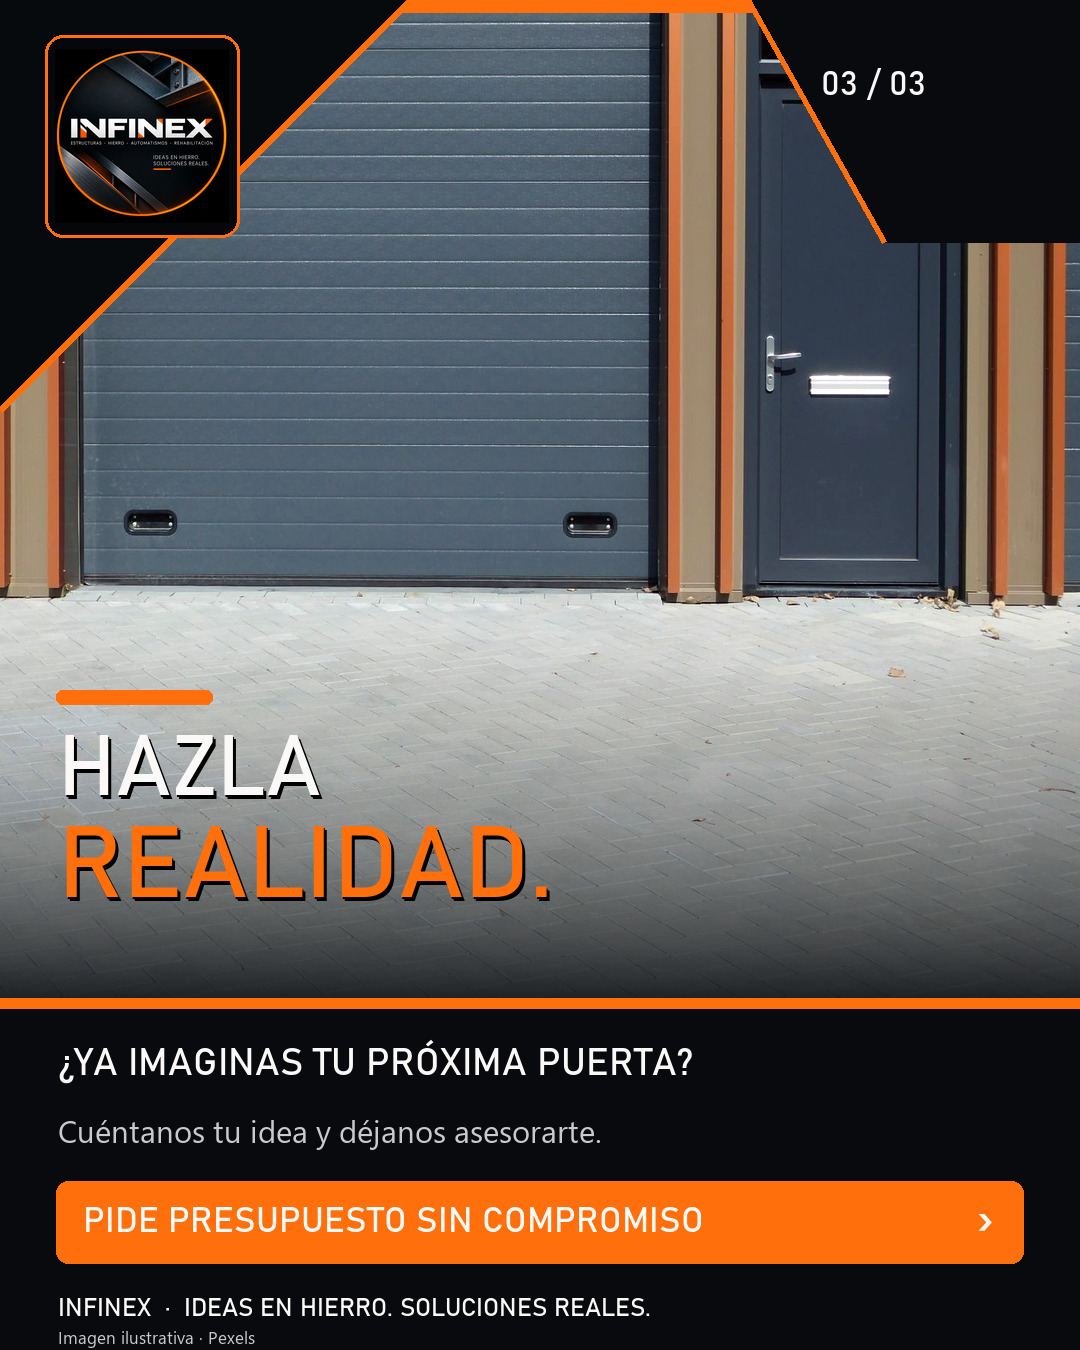 INFINEX
ESTRUCTURAS · HIERRO · AUTOMATISMOS · REHABILITACIÓN
IDEAS EN HIERRO.
SOLUCIONES REALES.
03 / 03
HAZLA
REALIDAD.
¿YA IMAGINAS TU PRÓXIMA PUERTA?
Cuéntanos tu idea y déjanos asesorarte.
PIDE PRESUPUESTO SIN COMPROMISO ›
INFINEX · IDEAS EN HIERRO. SOLUCIONES REALES.
Imagen ilustrativa · Pexels